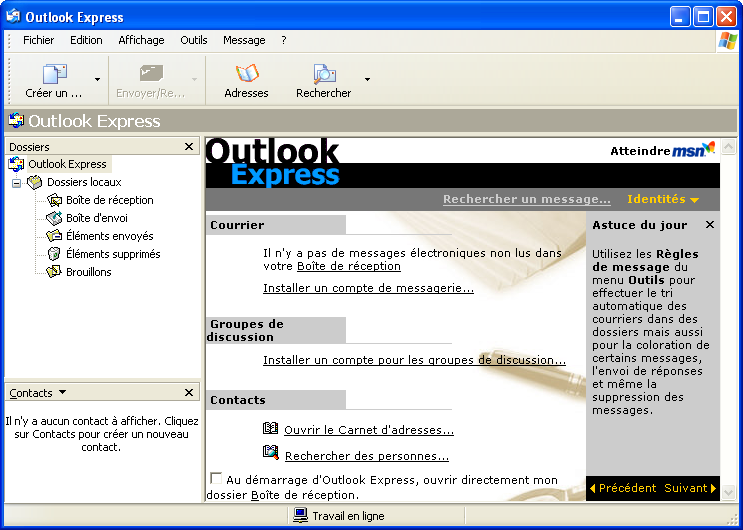 Outlook Express
Fichier Edition Affichage Outils Message ?
Créer un ... Envoyer/Re... Adresses Rechercher
Outlook Express
Dossiers
Outlook Express
Dossiers locaux
Boîte de réception
Boîte d'envoi
Éléments envoyés
Éléments supprimés
Brouillons
Contacts
Il n'y a aucun contact à afficher. Cliquez
sur Contacts pour créer un nouveau
contact.
Outlook
Express
Atteindre msn
Rechercher un message... Identités
Courrier
Il n'y a pas de messages électroniques non lus dans
votre Boîte de réception
Installer un compte de messagerie...
Groupes de
discussion
Installer un compte pour les groupes de discussion...
Contacts
Ouvrir le Carnet d'adresses...
Rechercher des personnes...
Au démarrage d'Outlook Express, ouvrir directement mon
dossier Boîte de réception.
Astuce du jour
Utilisez les Règles
de message du
menu Outils pour
effectuer le tri
automatique des
courriers dans des
dossiers mais aussi
pour la coloration de
certains messages,
l'envoi de réponses
et même la
suppression des
messages.
Précédent Suivant
Travail en ligne